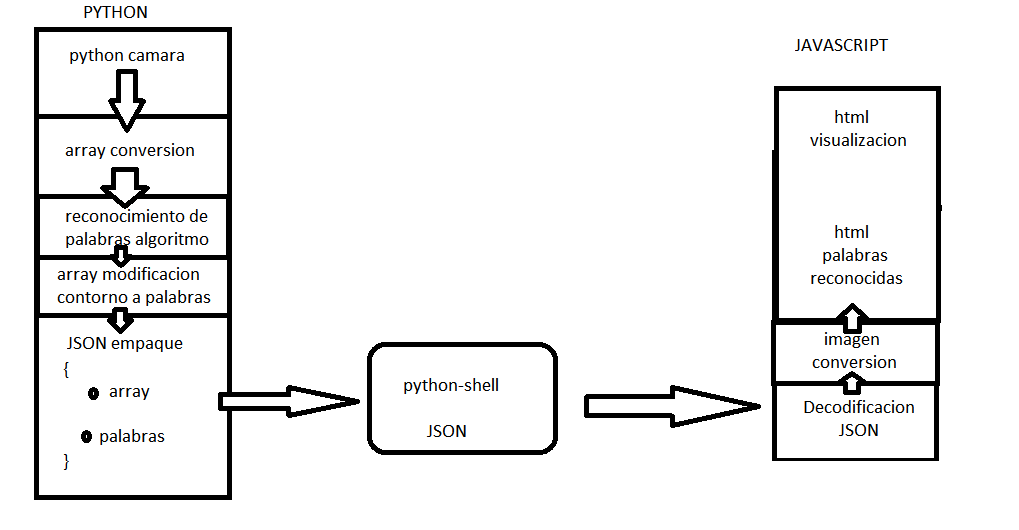 PYTHON
python camara
array conversion
reconocimiento de
palabras algoritmo
array modificacion
contorno a palabras
JSON empaque
{
array
palabras
}
python-shell
JSON
JAVASCRIPT
html
visualizacion
html
palabras
reconocidas
imagen
conversion
Decodificacion
JSON